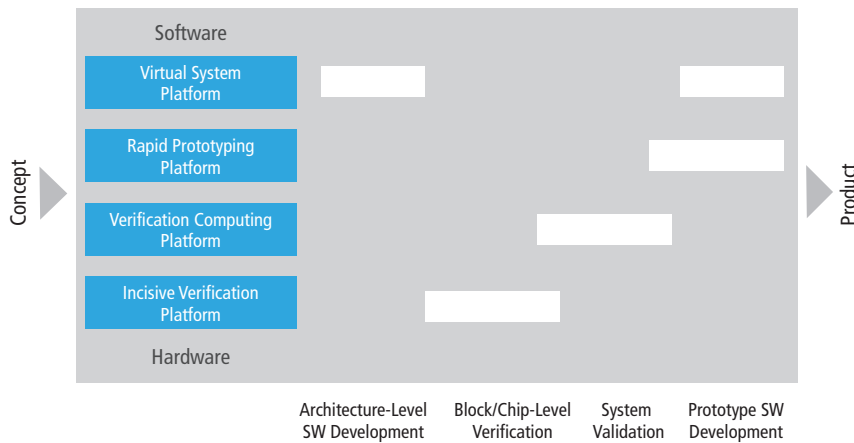 Software
Virtual System
Platform
Rapid Prototyping
Platform
Concept
Product
Verification Computing
Platform
Incisive Verification
Platform
Hardware
Architecture-Level
SW Development
Block/Chip-Level
Verification
System
Validation
Prototype SW
Development